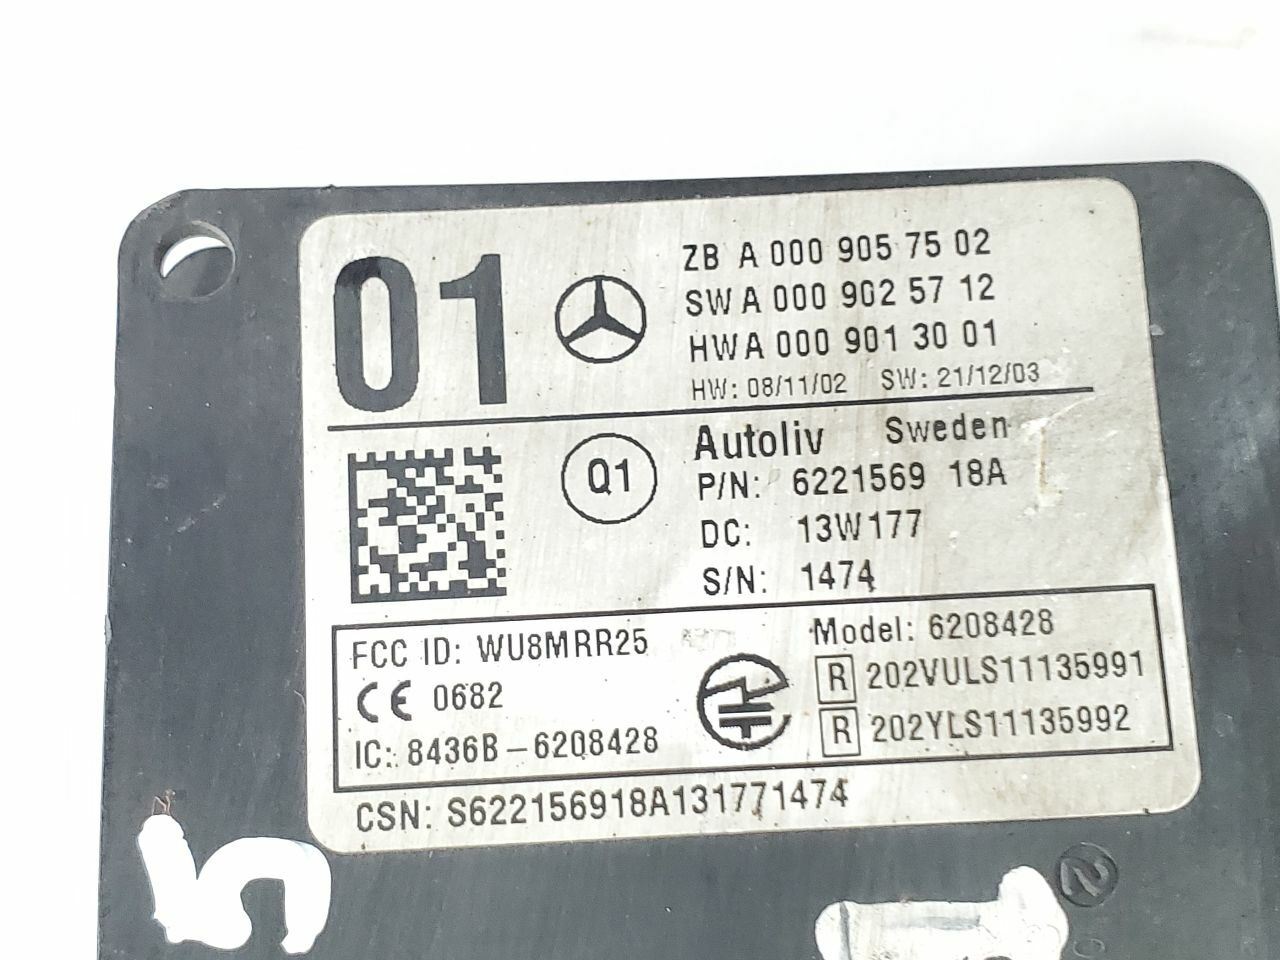 01
ZB A 000 905 75 02
SW A 000 902 57 12
HW A 000 901 30 01
HW: 08/11/02 SW: 21/12/03
Q1
Autoliv Sweden
P/N: 6221569 18A
DC: 13W177
S/N: 1474
FCC ID: WU8MRR25
CE 0682
IC: 8436B-6208428
Model: 6208428
R 202VULS11135991
R 202YLS11135992
CSN: S622156918A131771474
5
2